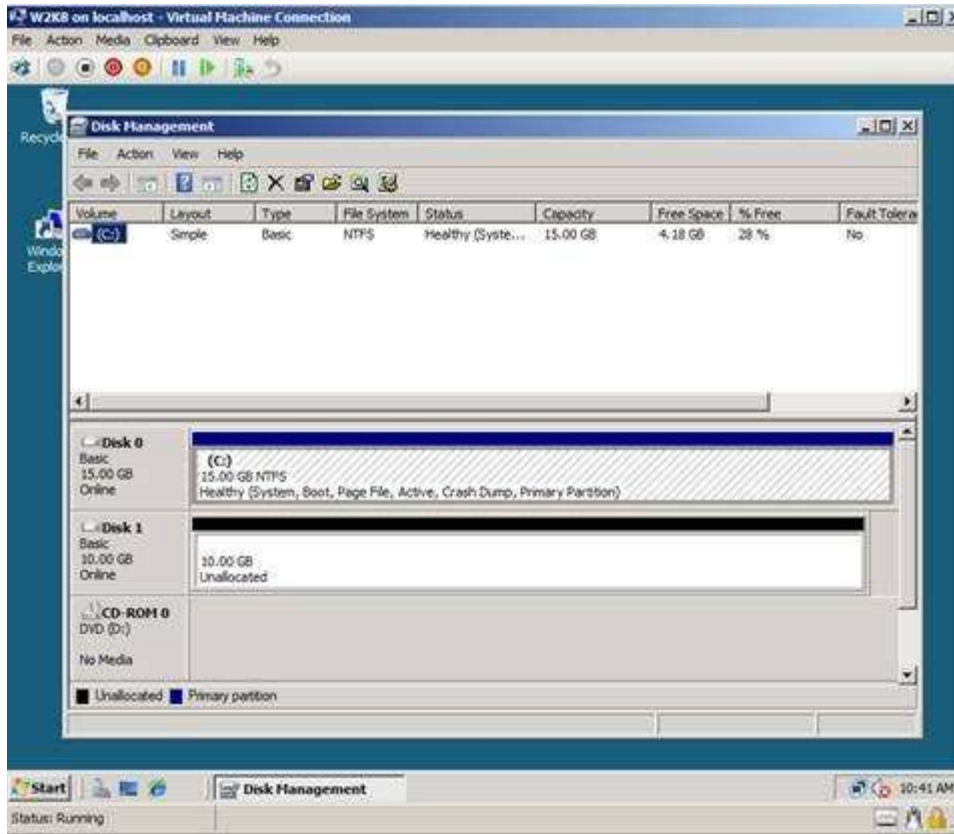 W2K8 on localhost - Virtual Machine Connection
File Action Media Clipboard View Help
Recycle
Disk Management
File Action View Help
Volume Layout Type File System Status Capacity Free Space % Free Fault Tolera
(C:) Simple Basic NTFS Healthy (Syste... 15.00 GB 4.18 GB 28 % No
Windo
Explo
Disk 0
Basic
15.00 GB
Online
(C:)
15.00 GB NTFS
Healthy (System, Boot, Page File, Active, Crash Dump, Primary Partition)
Disk 1
Basic
10.00 GB
Online
10.00 GB
Unallocated
CD-ROM 0
DVD (D:)
No Media
Unallocated Primary partition
Start Disk Management 10:41 AM
Status: Running